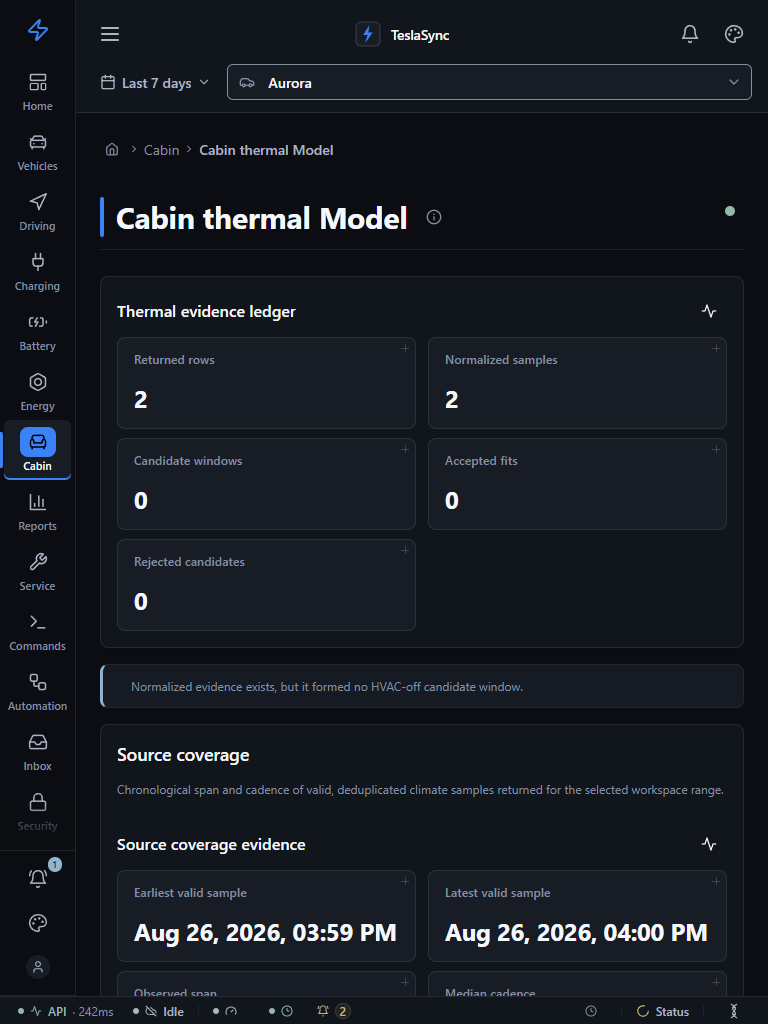 TeslaSync
Last 7 days
Aurora
Home
Vehicles
Driving
Charging
Battery
Energy
Cabin
Reports
Service
Commands
Automation
Inbox
Security
1
Cabin
Cabin thermal Model
Cabin thermal Model
Thermal evidence ledger
Returned rows
2
Normalized samples
2
Candidate windows
0
Accepted fits
0
Rejected candidates
0
Normalized evidence exists, but it formed no HVAC-off candidate window.
Source coverage
Chronological span and cadence of valid, deduplicated climate samples returned for the selected workspace range.
Source coverage evidence
Earliest valid sample
Aug 26, 2026, 03:59 PM
Latest valid sample
Aug 26, 2026, 04:00 PM
Observed span
Median cadence
API · 242ms
Idle
2
Status